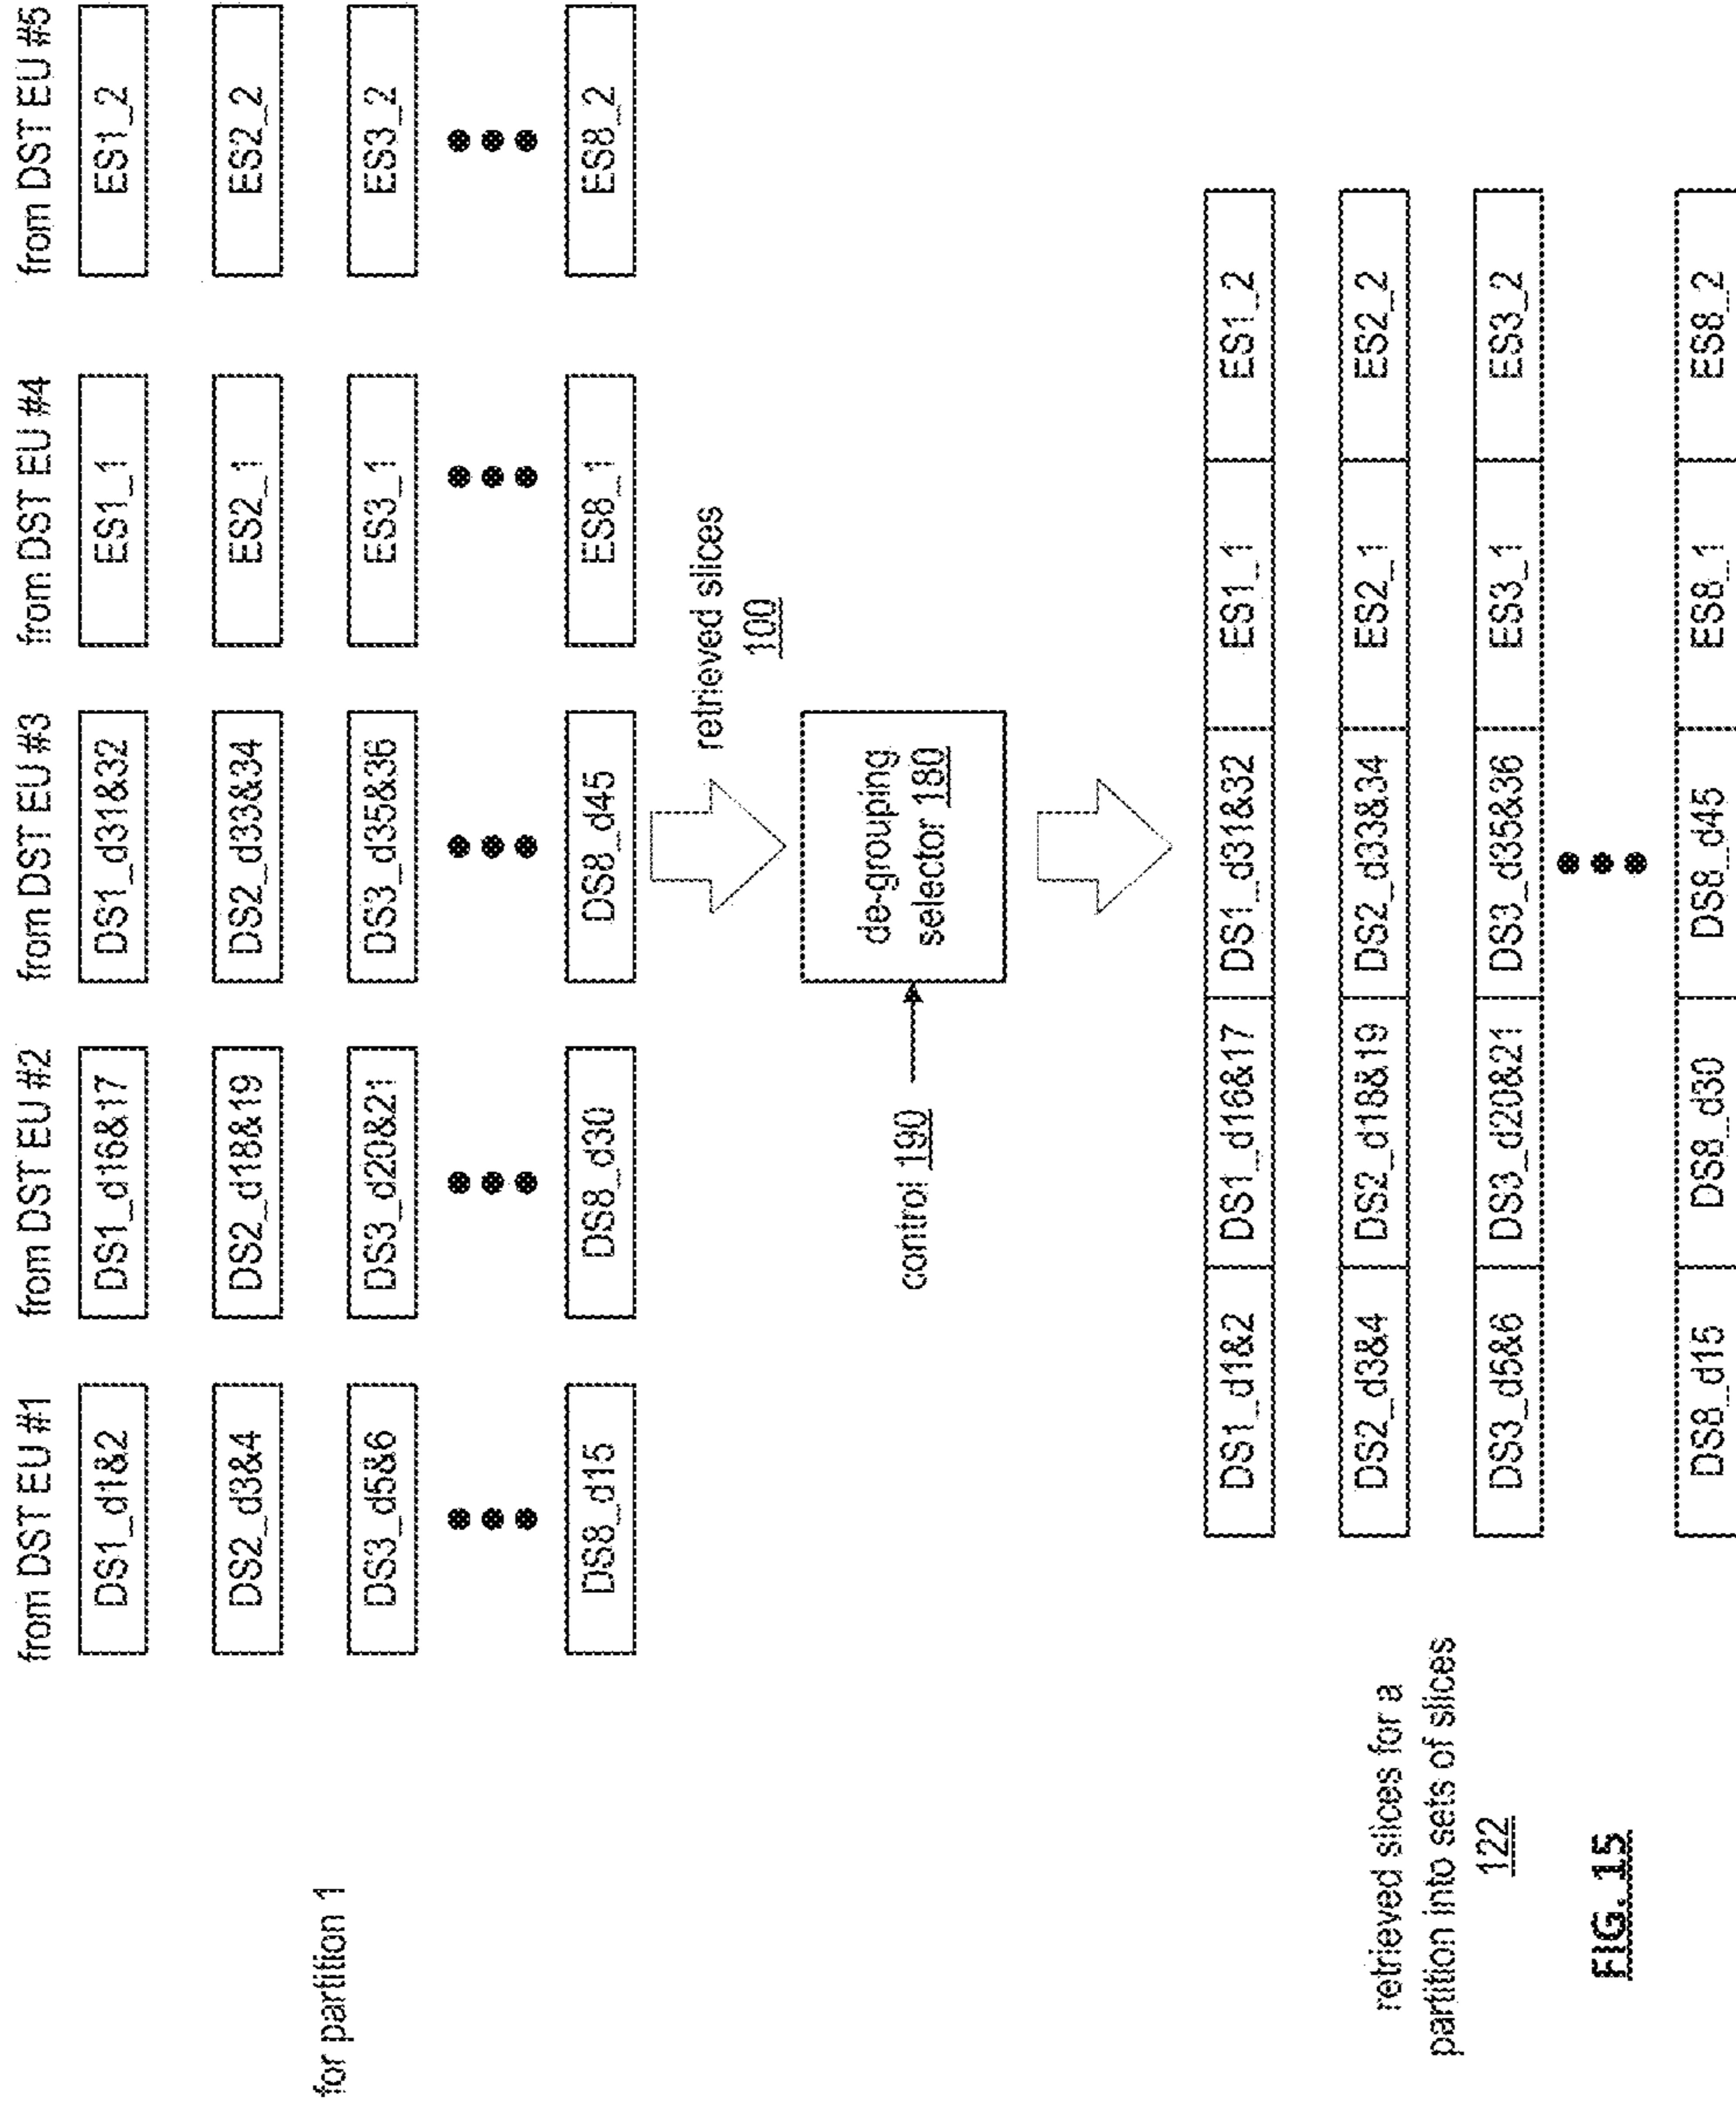 from DST EU #1
from DST EU #2
from DST EU #3
from DST EU #4
from DST EU #5
for partition 1
DS1_d1&2
DS1_d16&17
DS1_d31&32
ES1_1
ES1_2
DS2_d3&4
DS2_d18&19
DS2_d33&34
ES2_1
ES2_2
DS3_d5&6
DS3_d20&21
DS3_d35&36
ES3_1
ES3_2
DS8_d15
DS8_d30
DS8_d45
ES8_1
ES8_2
retrieved slices
100
control 190
de-grouping
selector 180
retrieved slices for a
partition into sets of slices
122
DS1_d1&2
DS1_d16&17
DS1_d31&32
ES1_1
ES1_2
DS2_d3&4
DS2_d18&19
DS2_d33&34
ES2_1
ES2_2
DS3_d5&6
DS3_d20&21
DS3_d35&36
ES3_1
ES3_2
DS8_d15
DS8_d30
DS8_d45
ES8_1
ES8_2
FIG. 15